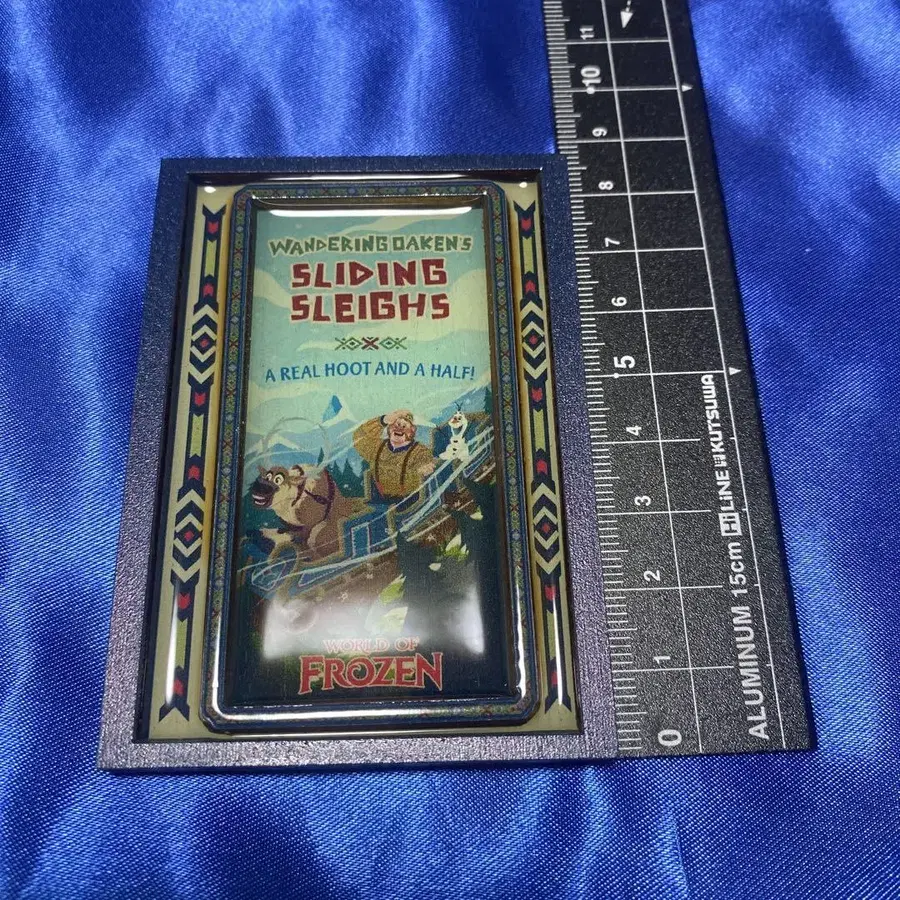 WANDERING OAKEN'S
SLIDING
SLEIGHS
A REAL HOOT AND A HALF!
WORLD OF
FROZEN
11
10
9
8
7
6
5
4
3
2
1
0
ALUMINUM 15cm Hi LiNE KUTSUWA